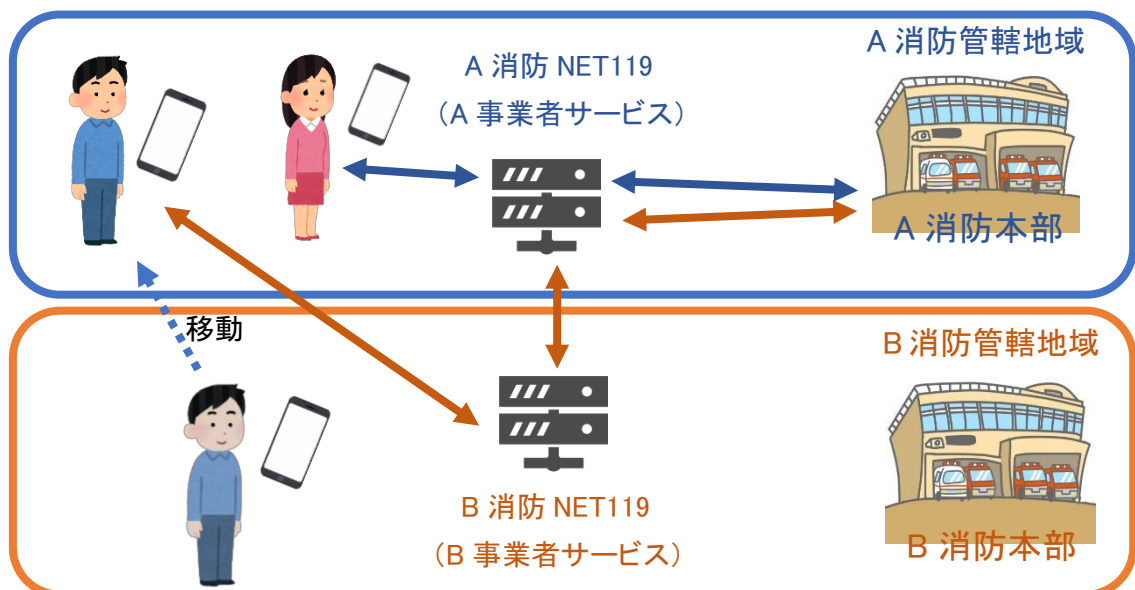 A 消防 NET119
（A 事業者サービス）
A 消防管轄地域
A 消防本部
移動
B 消防管轄地域
B 消防 NET119
（B 事業者サービス）
B 消防本部